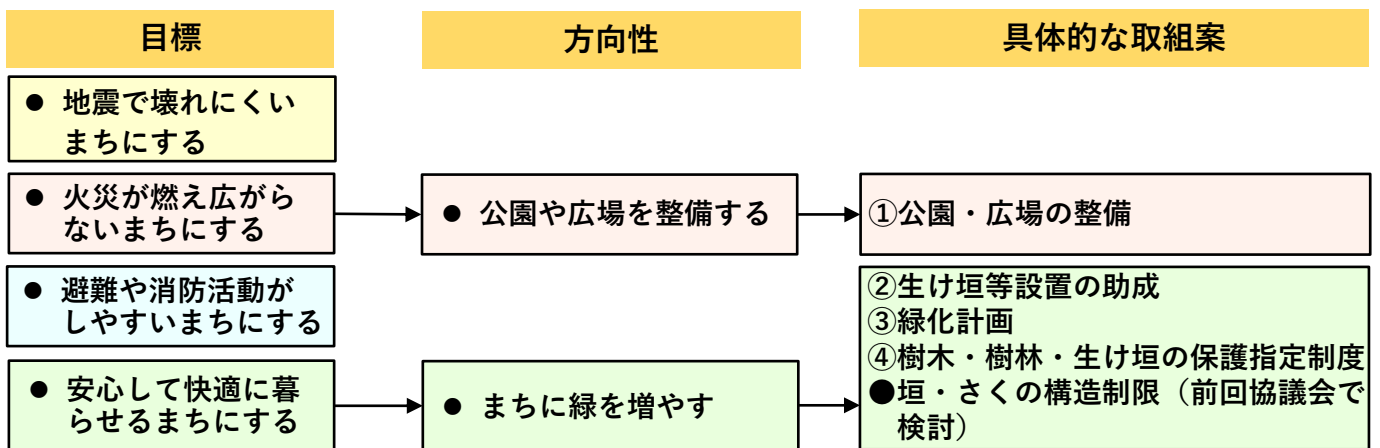 目標
方向性
具体的な取組案
● 地震で壊れにくい
まちにする
● 火災が燃え広がら
ないまちにする
● 公園や広場を整備する
①公園・広場の整備
● 避難や消防活動が
しやすいまちにする
● 安心して快適に暮
らせるまちにする
● まちに緑を増やす
②生け垣等設置の助成
③緑化計画
④樹木・樹林・生け垣の保護指定制度
●垣・さくの構造制限（前回協議会で
検討）